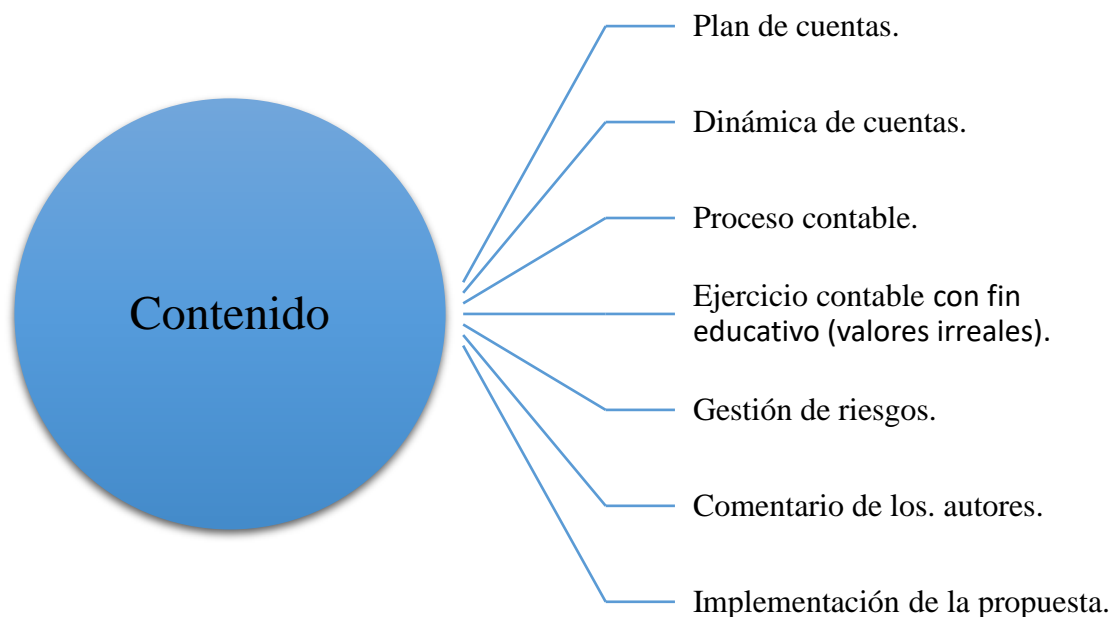 Contenido
Plan de cuentas.
Dinámica de cuentas.
Proceso contable.
Ejercicio contable con fin
educativo (valores irreales).
Gestión de riesgos.
Comentario de los. autores.
Implementación de la propuesta.